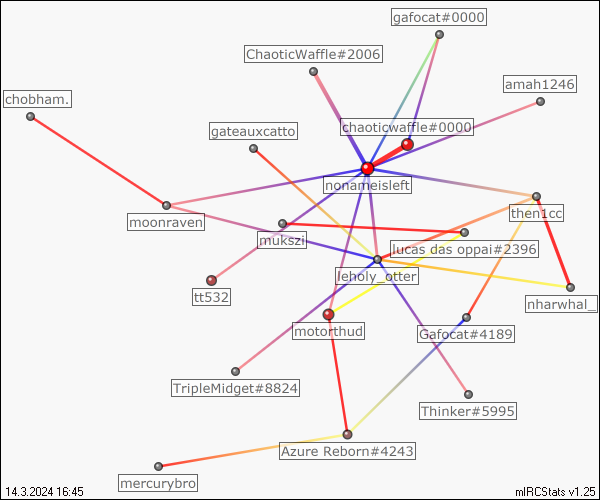 gafocat#0000
ChaoticWaffle#2006
amah1246
chobham.
chaoticwaffle#0000
gateauxcatto
nonameisleft
then1cc
moonraven
mukszi
lucas das oppai#2396
leholy_otter
tt532
nharwhal_
motorthud
Gafocat#4189
TripleMidget#8824
Thinker#5995
Azure Reborn#4243
mercurybro
14.3.2024 16:45
mIRCStats v1.25